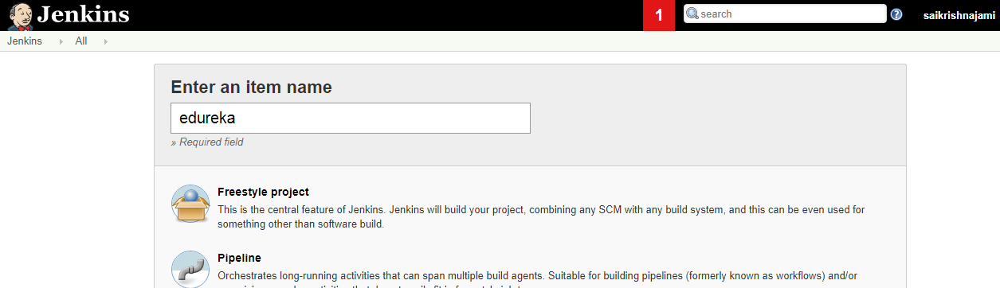 Jenkins
1
search
saikrishnajami
Jenkins All
Enter an item name
edureka
» Required field
Freestyle project
This is the central feature of Jenkins. Jenkins will build your project, combining any SCM with any build system, and this can be even used for
something other than software build.
Pipeline
Orchestrates long-running activities that can span multiple build agents. Suitable for building pipelines (formerly known as workflows) and/or